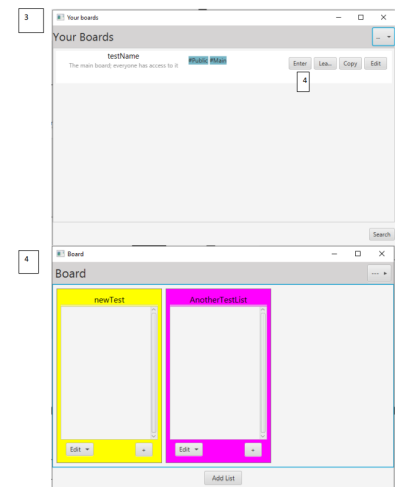 3
Your boards
Your Boards
...
testName
The main board; everyone has access to it
#Public #Main
Enter Lea... Copy Edit
4
Search
4
Board
Board
...
newTest AnotherTestList
Edit Edit
Add List